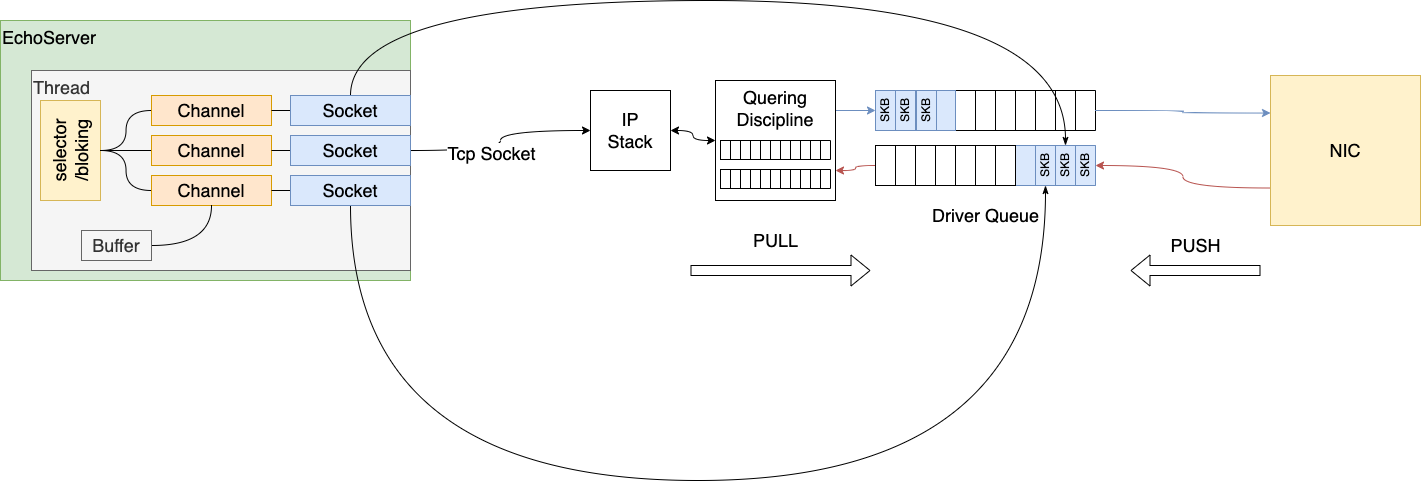 EchoServer
Thread
selector
/bloking
Channel
Socket
Channel
Socket
Channel
Socket
Buffer
Tcp Socket
IP
Stack
Quering
Discipline
SKB
SKB
SKB
SKB
SKB
SKB
Driver Queue
NIC
PULL
PUSH